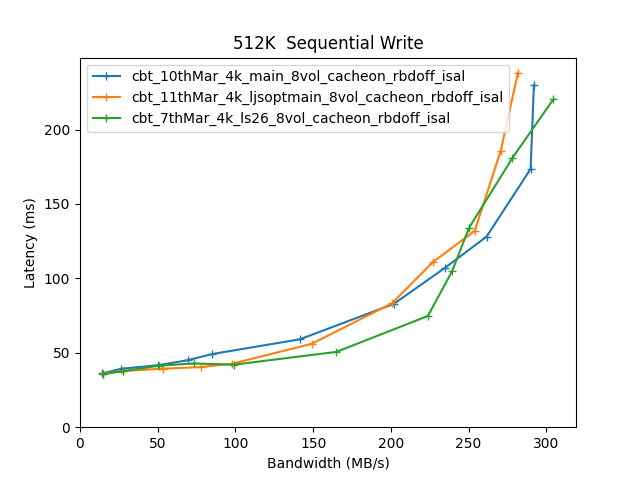 512K  Sequential Write
cbt_10thMar_4k_main_8vol_cacheon_rbdoff_isal
cbt_11thMar_4k_ljsoptmain_8vol_cacheon_rbdoff_isal
cbt_7thMar_4k_ls26_8vol_cacheon_rbdoff_isal
Latency (ms)
200
150
100
50
0
0 50 100 150 200 250 300
Bandwidth (MB/s)